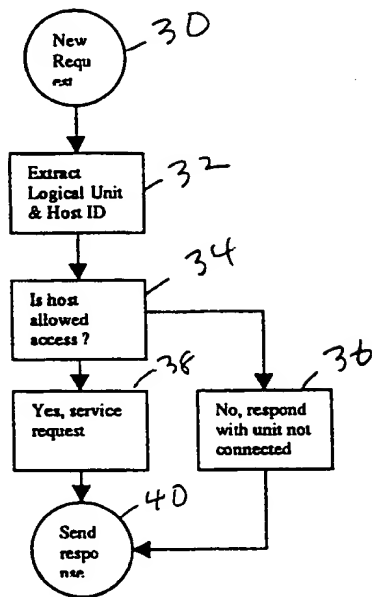 New
Requ
est
30
Extract
Logical Unit
& Host ID
32
Is host
allowed
access ?
34
Yes, service
request
38
No, respond
with unit not
connected
36
Send
respo
nse
40